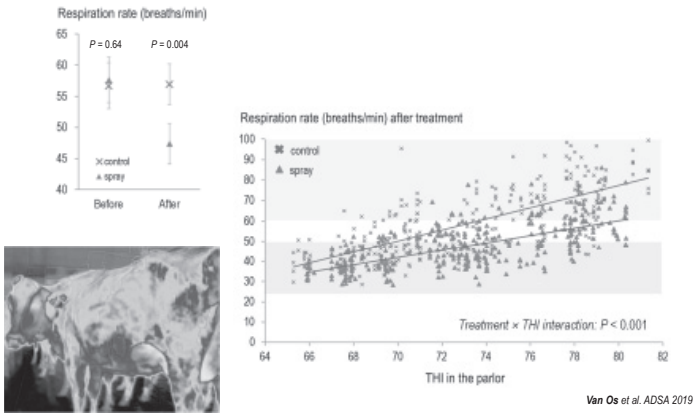 Respiration rate (breaths/min)
65
60
55
50
45
40
P = 0.64
P = 0.004
control
spray
Before
After
Respiration rate (breaths/min) after treatment
100
90
80
70
60
50
40
30
20
10
0
control
spray
Treatment × THI interaction: P < 0.001
64
66
68
70
72
74
76
78
80
82
THI in the parlor
Van Os et al. ADSA 2019